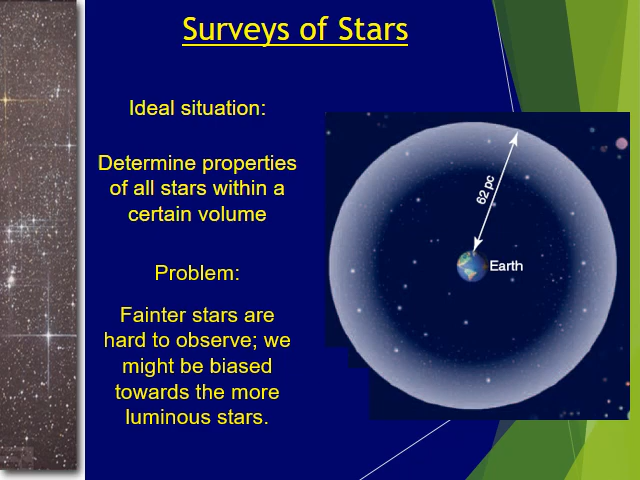 Surveys of Stars
Ideal situation:
Determine properties
of all stars within a
certain volume
Problem:
Fainter stars are
hard to observe; we
might be biased
towards the more
luminous stars.
62 pc
Earth